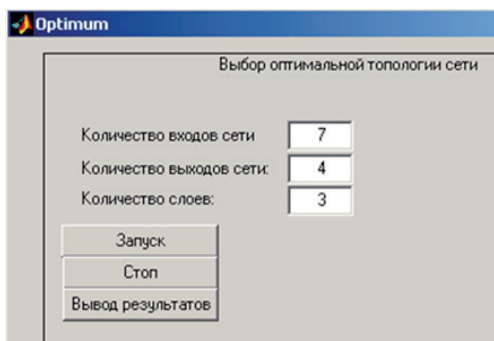 Optimum
Выбор оптимальной топологии сети
Количество входов сети 7
Количество выходов сети: 4
Количество слоев: 3
Запуск
Стоп
Вывод результатов